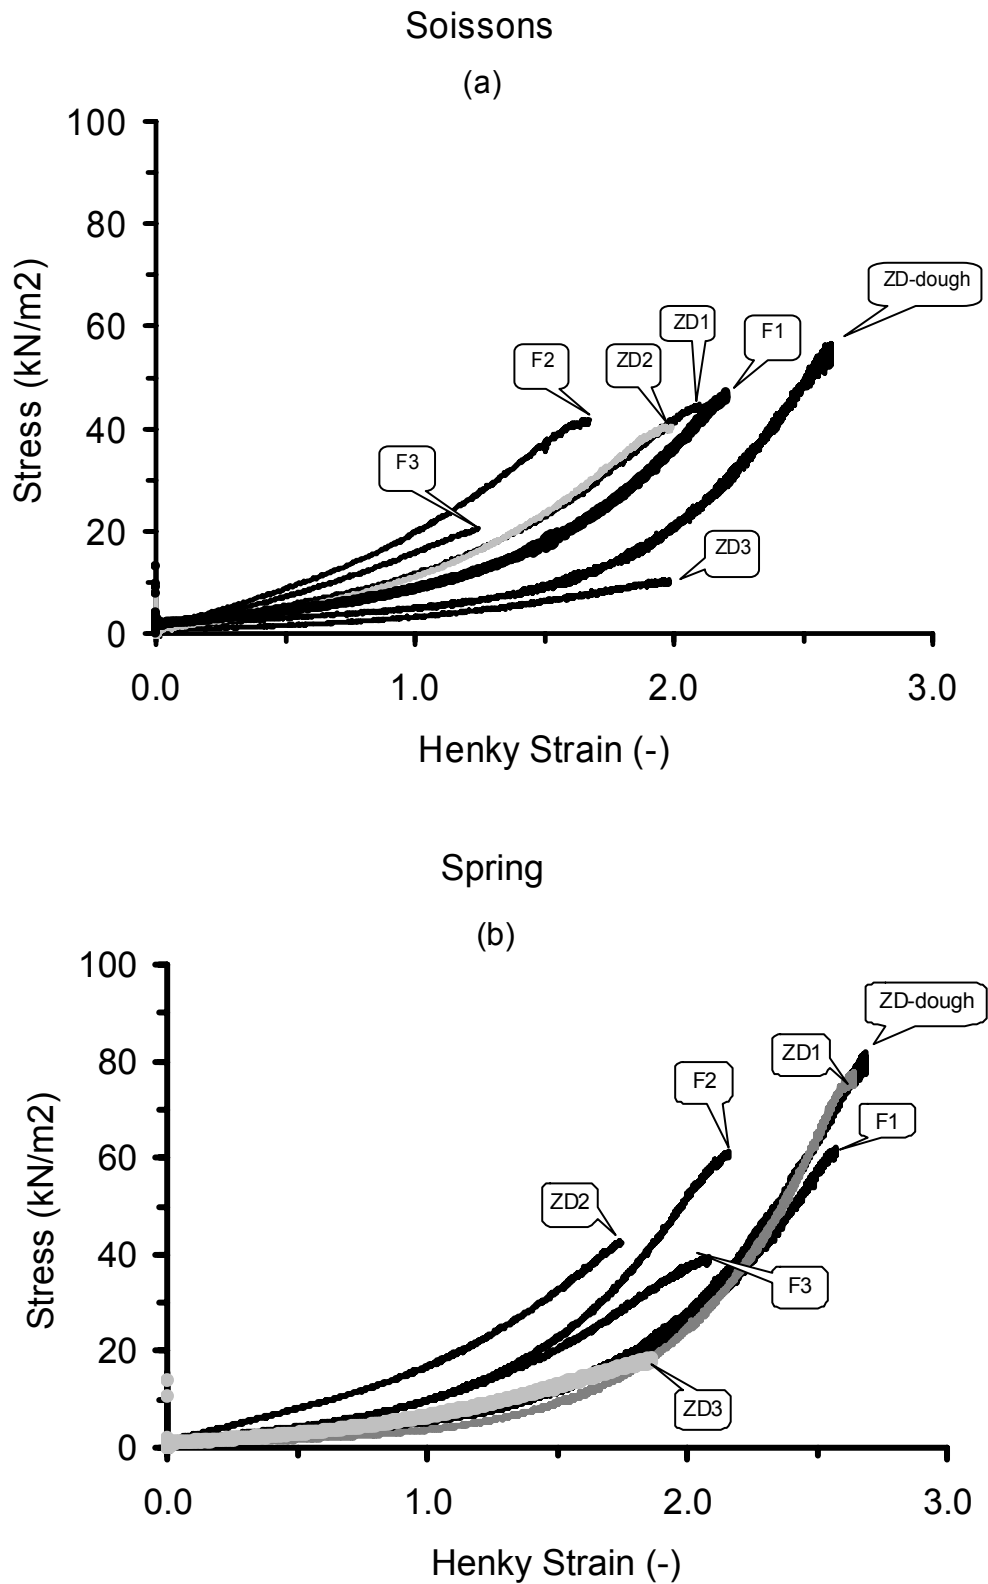 Soissons
(a)
100
80
60
40
20
0
Stress (kN/m2)
ZD-dough
ZD1
F1
F2
ZD2
F3
ZD3
0.0 1.0 2.0 3.0
Henky Strain (-)
Spring
(b)
100
80
60
40
20
0
Stress (kN/m2)
ZD-dough
ZD1
F2
F1
ZD2
F3
ZD3
0.0 1.0 2.0 3.0
Henky Strain (-)